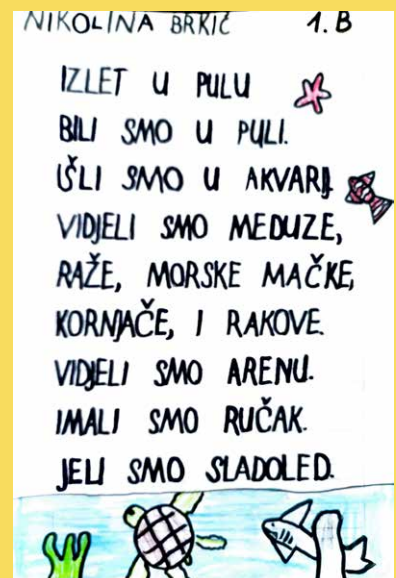 NIKOLINA BRKIĆ 1. B
IZLET U PULU
BILI SMO U PULI.
IŠLI SMO U AKVARIJ.
VIDJELI SMO MEDUZE,
RAŽE, MORSKE MAČKE,
KORNJAČE, I RAKOVE.
VIDJELI SMO ARENU.
IMALI SMO RUČAK.
JELI SMO SLADOLED.